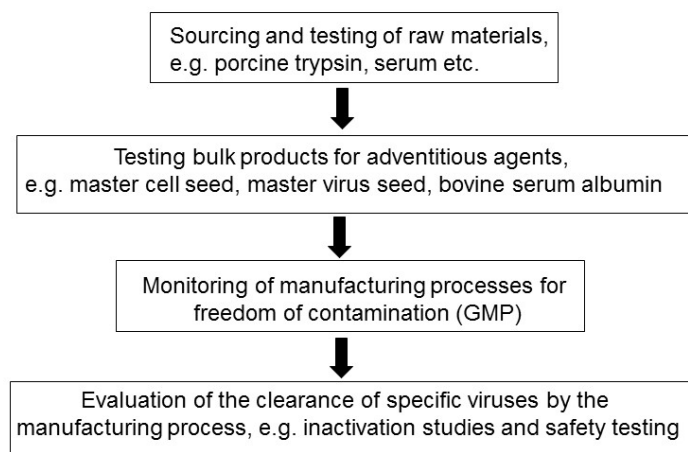 Sourcing and testing of raw materials,
e.g. porcine trypsin, serum etc.
Testing bulk products for adventitious agents,
e.g. master cell seed, master virus seed, bovine serum albumin
Monitoring of manufacturing processes for
freedom of contamination (GMP)
Evaluation of the clearance of specific viruses by the
manufacturing process, e.g. inactivation studies and safety testing